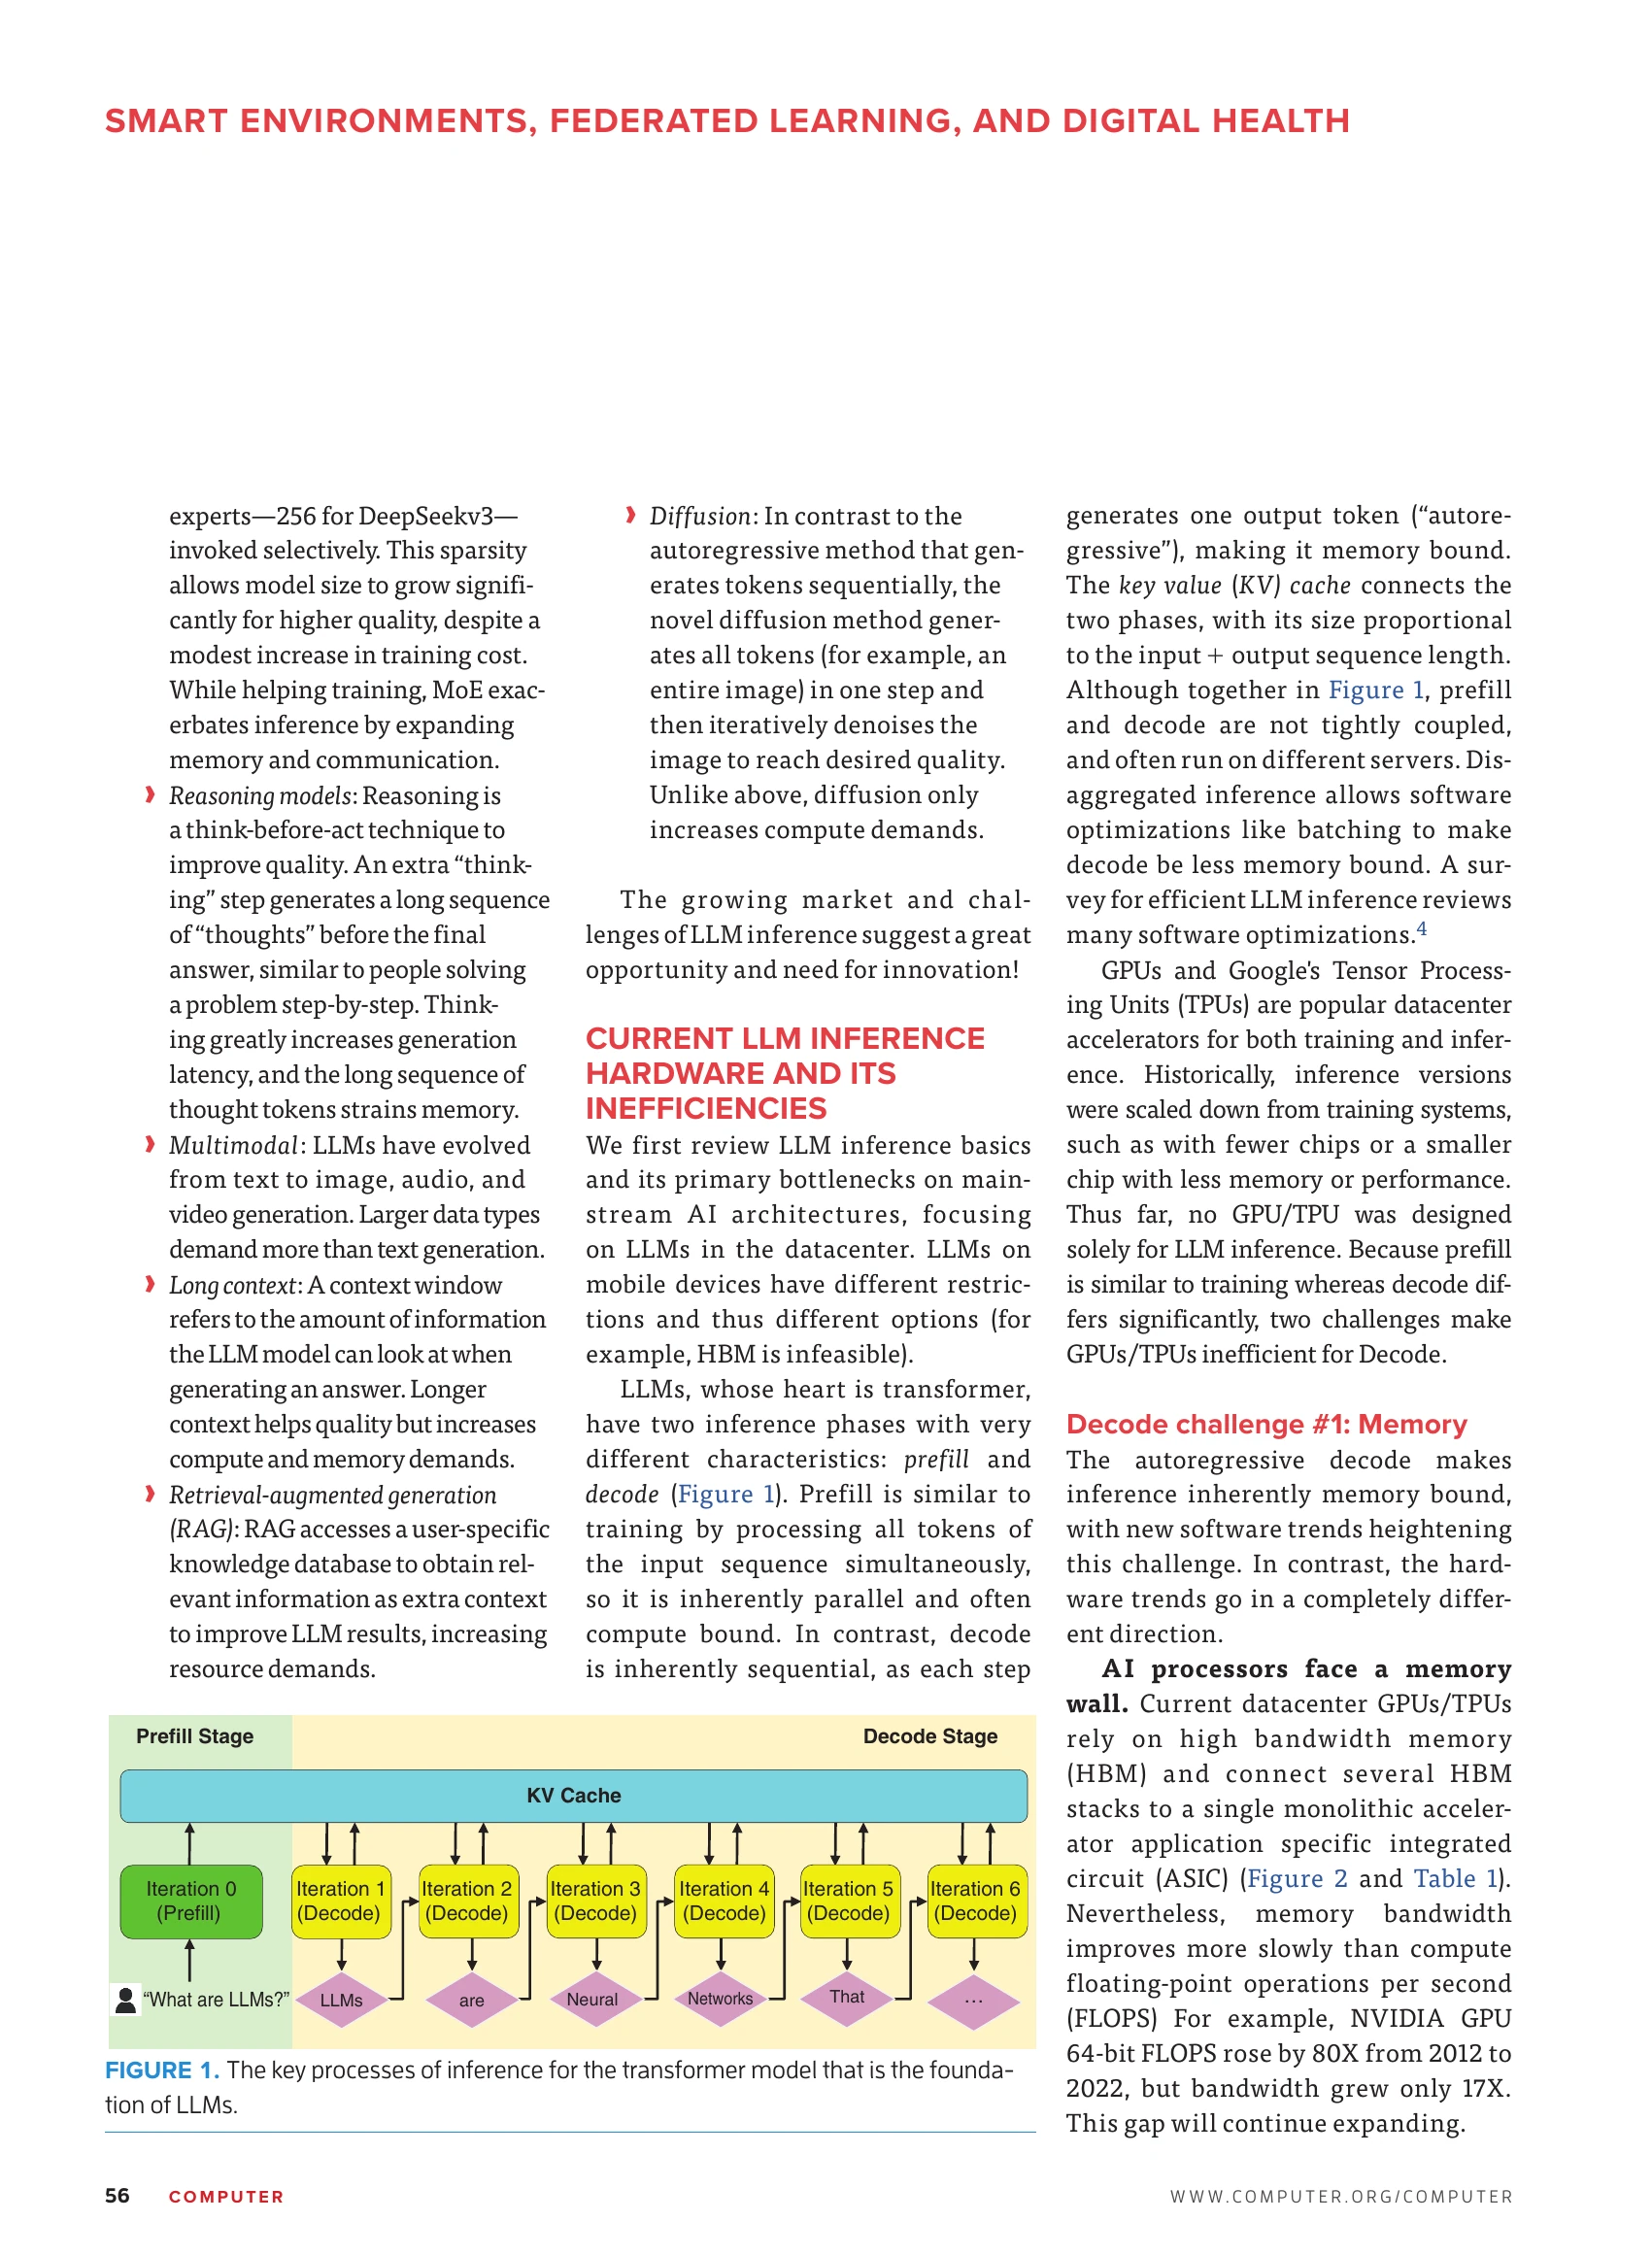 SMART ENVIRONMENTS, FEDERATED LEARNING, AND DIGITAL HEALTH
experts—256 for DeepSeekv3—
invoked selectively. This sparsity
allows model size to grow signifi-
cantly for higher quality, despite a
modest increase in training cost.
While helping training, MoE exac-
erbates inference by expanding
memory and communication.
❱ Reasoning models: Reasoning is
a think-before-act technique to
improve quality. An extra “think-
ing” step generates a long sequence
of “thoughts” before the final
answer, similar to people solving
a problem step-by-step. Think-
ing greatly increases generation
latency, and the long sequence of
thought tokens strains memory.
❱ Multimodal: LLMs have evolved
from text to image, audio, and
video generation. Larger data types
demand more than text generation.
❱ Long context: A context window
refers to the amount of information
the LLM model can look at when
generating an answer. Longer
context helps quality but increases
compute and memory demands.
❱ Retrieval-augmented generation
(RAG): RAG accesses a user-specific
knowledge database to obtain rel-
evant information as extra context
to improve LLM results, increasing
resource demands.
❱ Diffusion: In contrast to the
autoregressive method that gen-
erates tokens sequentially, the
novel diffusion method gener-
ates all tokens (for example, an
entire image) in one step and
then iteratively denoises the
image to reach desired quality.
Unlike above, diffusion only
increases compute demands.
The growing market and chal-
lenges of LLM inference suggest a great
opportunity and need for innovation!
CURRENT LLM INFERENCE
HARDWARE AND ITS
INEFFICIENCIES
We first review LLM inference basics
and its primary bottlenecks on main-
stream AI architectures, focusing
on LLMs in the datacenter. LLMs on
mobile devices have different restric-
tions and thus different options (for
example, HBM is infeasible).
LLMs, whose heart is transformer,
have two inference phases with very
different characteristics: prefill and
decode (Figure 1). Prefill is similar to
training by processing all tokens of
the input sequence simultaneously,
so it is inherently parallel and often
compute bound. In contrast, decode
is inherently sequential, as each step
generates one output token (“autore-
gressive”), making it memory bound.
The key value (KV) cache connects the
two phases, with its size proportional
to the input + output sequence length.
Although together in Figure 1, prefill
and decode are not tightly coupled,
and often run on different servers. Dis-
aggregated inference allows software
optimizations like batching to make
decode be less memory bound. A sur-
vey for efficient LLM inference reviews
many software optimizations.4
GPUs and Google's Tensor Process-
ing Units (TPUs) are popular datacenter
accelerators for both training and infer-
ence. Historically, inference versions
were scaled down from training systems,
such as with fewer chips or a smaller
chip with less memory or performance.
Thus far, no GPU/TPU was designed
solely for LLM inference. Because prefill
is similar to training whereas decode dif-
fers significantly, two challenges make
GPUs/TPUs inefficient for Decode.
Decode challenge #1: Memory
The autoregressive decode makes
inference inherently memory bound,
with new software trends heightening
this challenge. In contrast, the hard-
ware trends go in a completely differ-
ent direction.
AI processors face a memory
wall. Current datacenter GPUs/TPUs
rely on high bandwidth memory
(HBM) and connect several HBM
stacks to a single monolithic acceler-
ator application specific integrated
circuit (ASIC) (Figure 2 and Table 1).
Nevertheless, memory bandwidth
improves more slowly than compute
floating-point operations per second
(FLOPS) For example, NVIDIA GPU
64-bit FLOPS rose by 80X from 2012 to
2022, but bandwidth grew only 17X.
This gap will continue expanding.
Prefill Stage
Decode Stage
KV Cache
Iteration 0
(Prefill)
Iteration 1
(Decode)
Iteration 2
(Decode)
Iteration 3
(Decode)
Iteration 4
(Decode)
Iteration 5
(Decode)
Iteration 6
(Decode)
“What are LLMs?”
LLMs
are
Neural
Networks
That
...
FIGURE 1. The key processes of inference for the transformer model that is the founda-
tion of LLMs.
56 COMPUTER
WWW.COMPUTER.ORG/COMPUTER